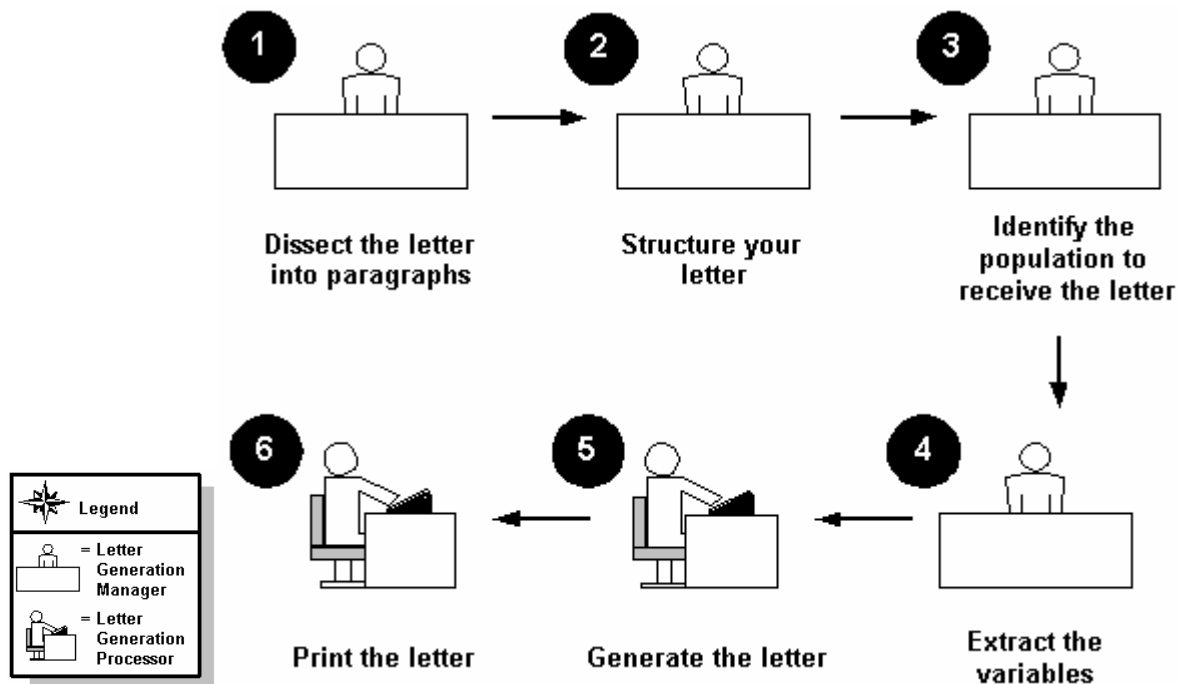 1
2
3
Dissect the letter
into paragraphs
Structure your
letter
Identify the
population to
receive the letter
6
5
4
Print the letter
Generate the letter
Extract the
variables
Legend
= Letter
Generation
Manager
= Letter
Generation
Processor